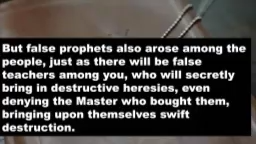 But false prophets also arose among the
people, just as there will be false
teachers among you, who will secretly
bring in destructive heresies, even
denying the Master who bought them,
bringing upon themselves swift
destruction.